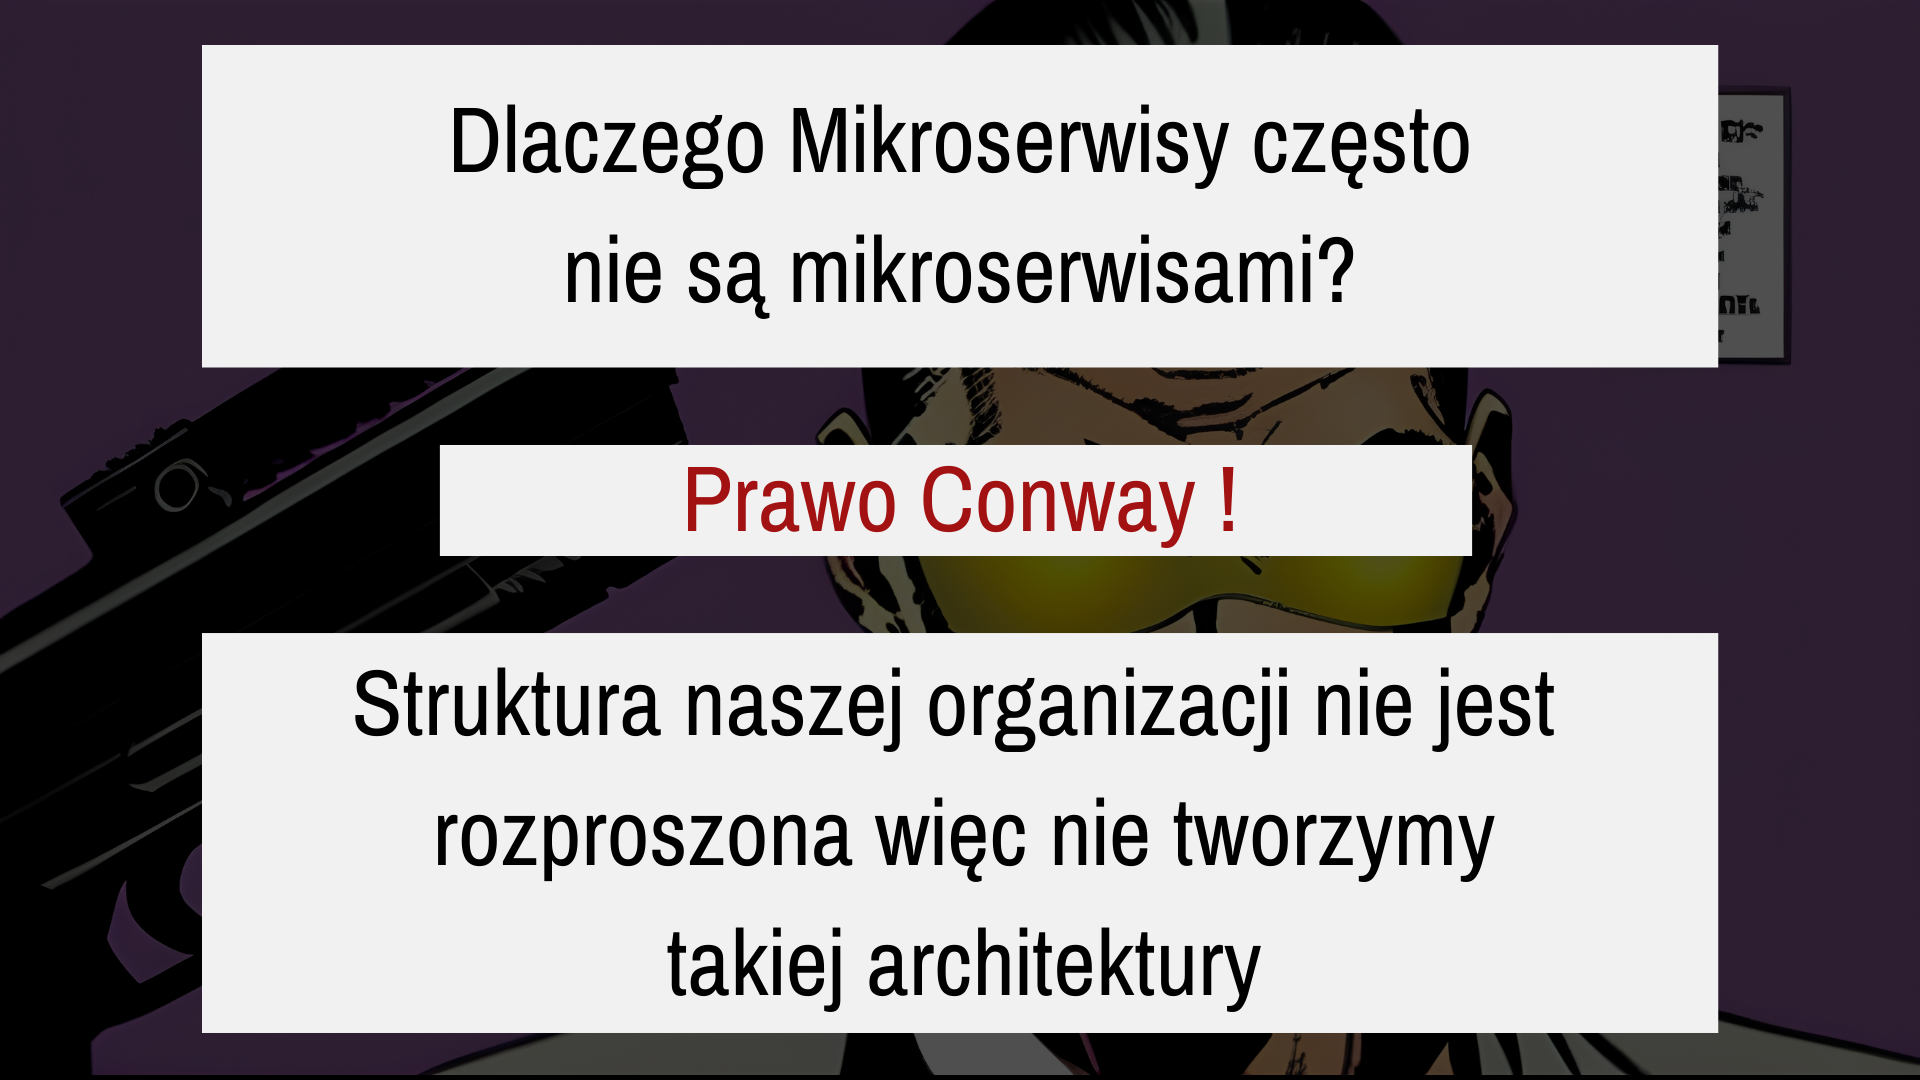 Dlaczego Mikroserwisy często
nie są mikroserwisami?
Prawo Conway !
Struktura naszej organizacji nie jest
rozproszona więc nie tworzymy
takiej architektury